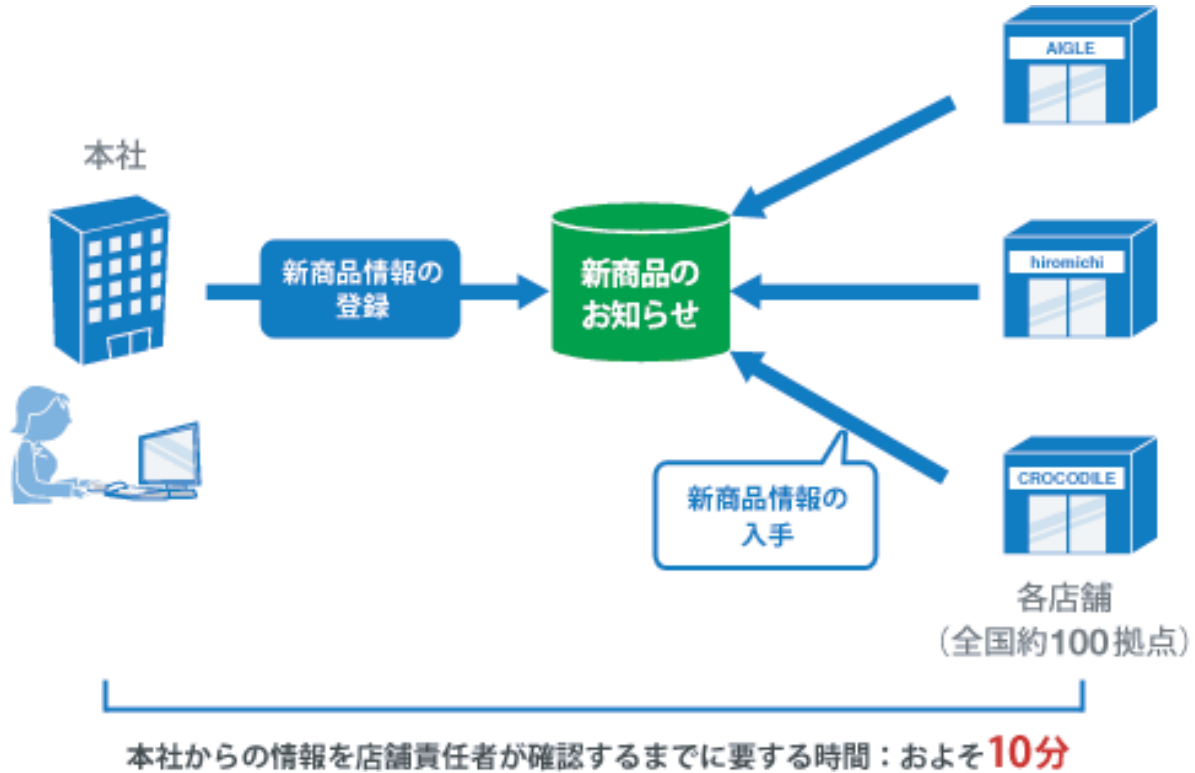 本社
新商品情報の
登録
新商品の
お知らせ
AIGLE
hiromichi
CROCODILE
新商品情報の
入手
各店舗
（全国約100拠点）
本社からの情報を店舗責任者が確認するまでに要する時間：およそ10分